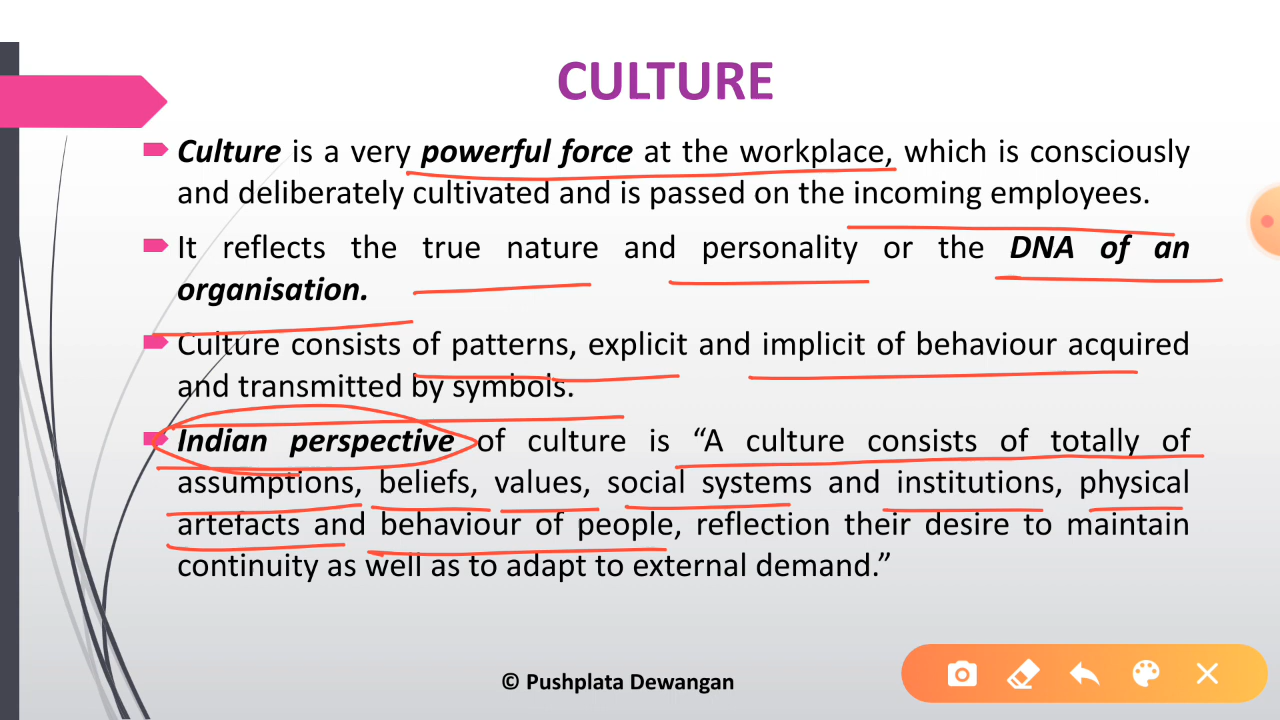 CULTURE
Culture is a very powerful force at the workplace, which is consciously
and deliberately cultivated and is passed on the incoming employees.
It reflects the true nature and personality or the DNA of an
organisation.
Culture consists of patterns, explicit and implicit of behaviour acquired
and transmitted by symbols.
Indian perspective of culture is “A culture consists of totally of
assumptions, beliefs, values, social systems and institutions, physical
artefacts and behaviour of people, reflection their desire to maintain
continuity as well as to adapt to external demand.”
© Pushplata Dewangan